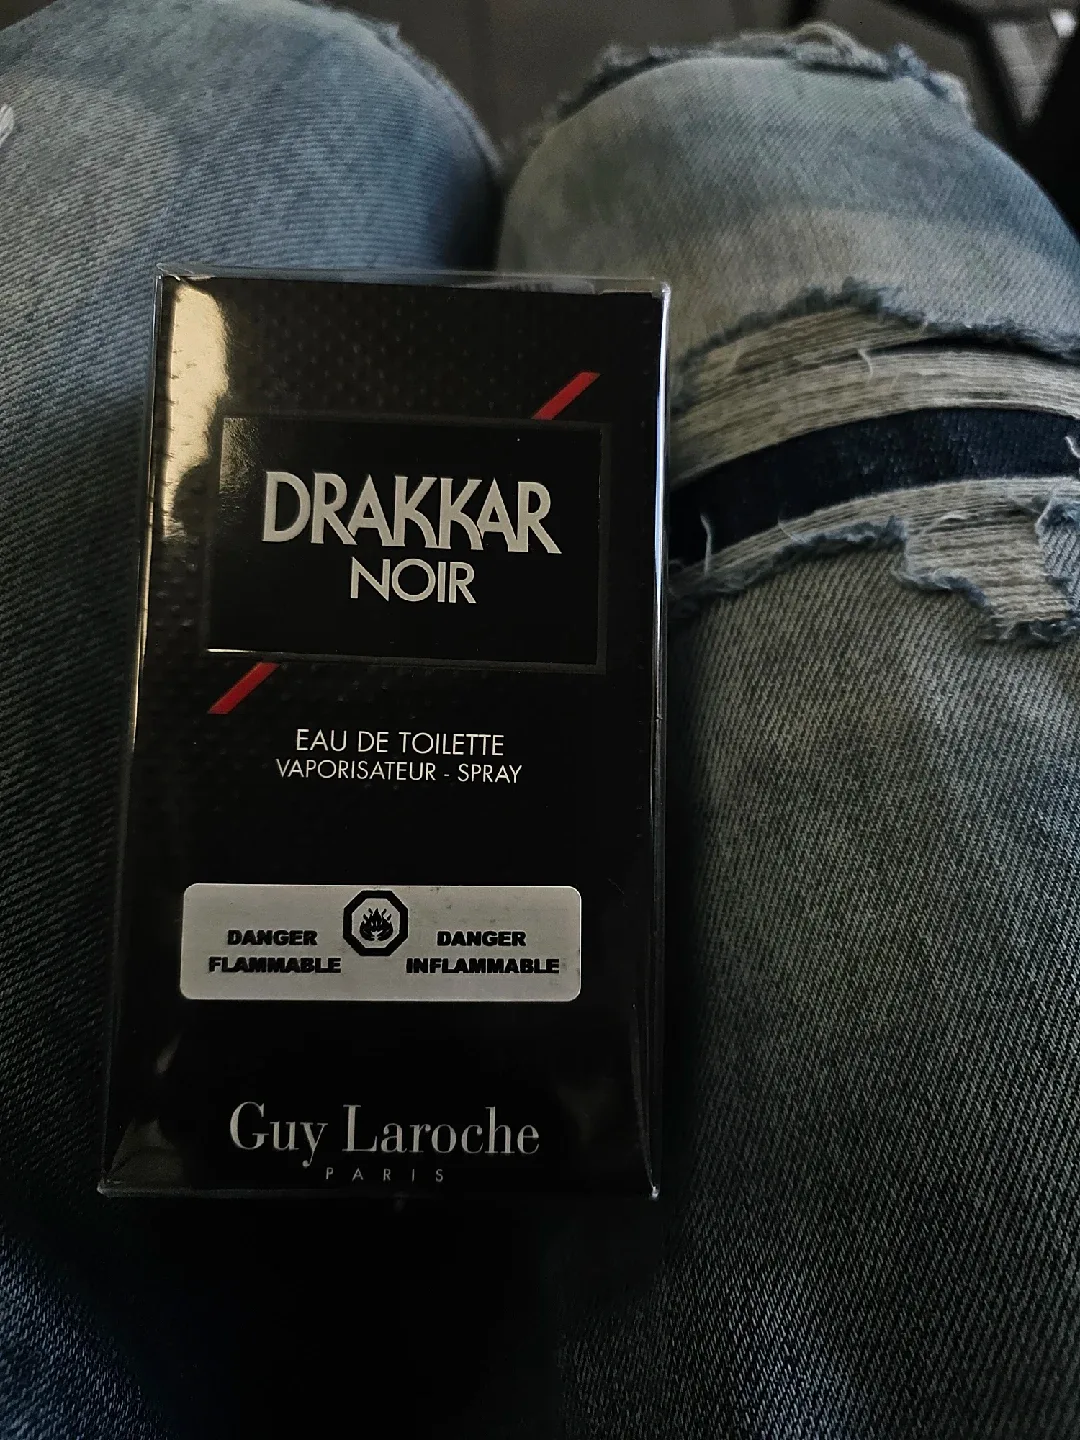 DRAKKAR
NOIR
EAU DE TOILETTE
VAPORISATEUR - SPRAY
DANGER
FLAMMABLE
DANGER
INFLAMMABLE
Guy Laroche
PARIS